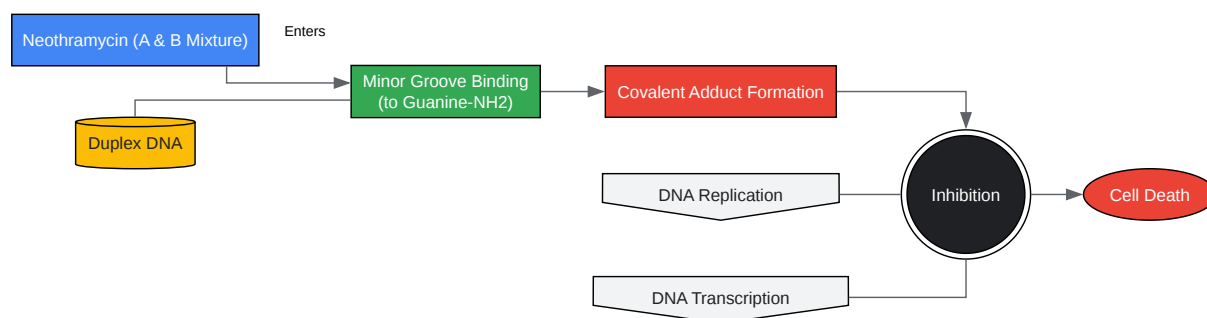 Neothramycin (A & B Mixture)
Enters
Minor Groove Binding
(to Guanine-NH2)
Covalent Adduct Formation
Duplex DNA
DNA Replication
Inhibition
Cell Death
DNA Transcription